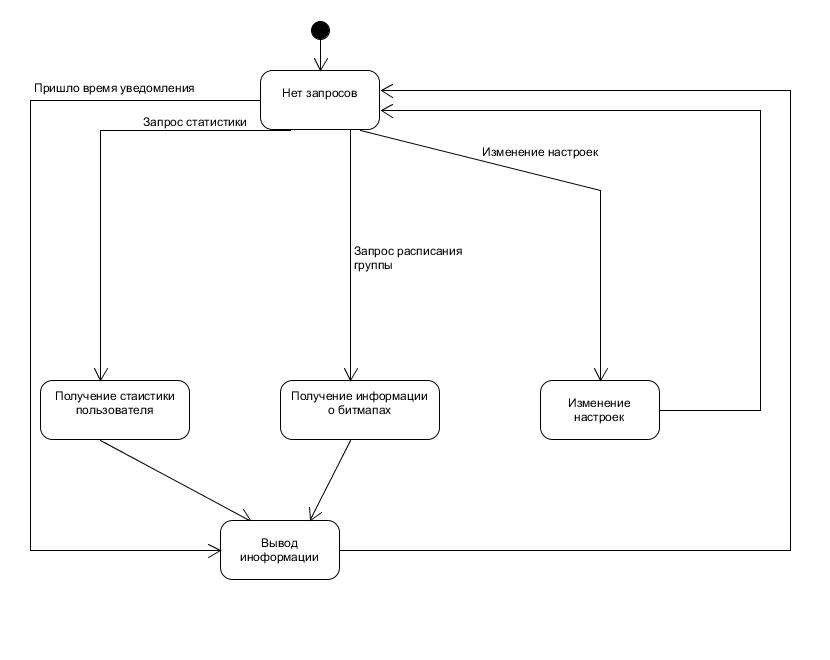 Нет запросов
Пришло время уведомления
Запрос статистики
Изменение настроек
Запрос расписания
группы
Получение стаистики
пользователя
Получение информации
о битмапах
Изменение
настроек
Вывод
иноформации